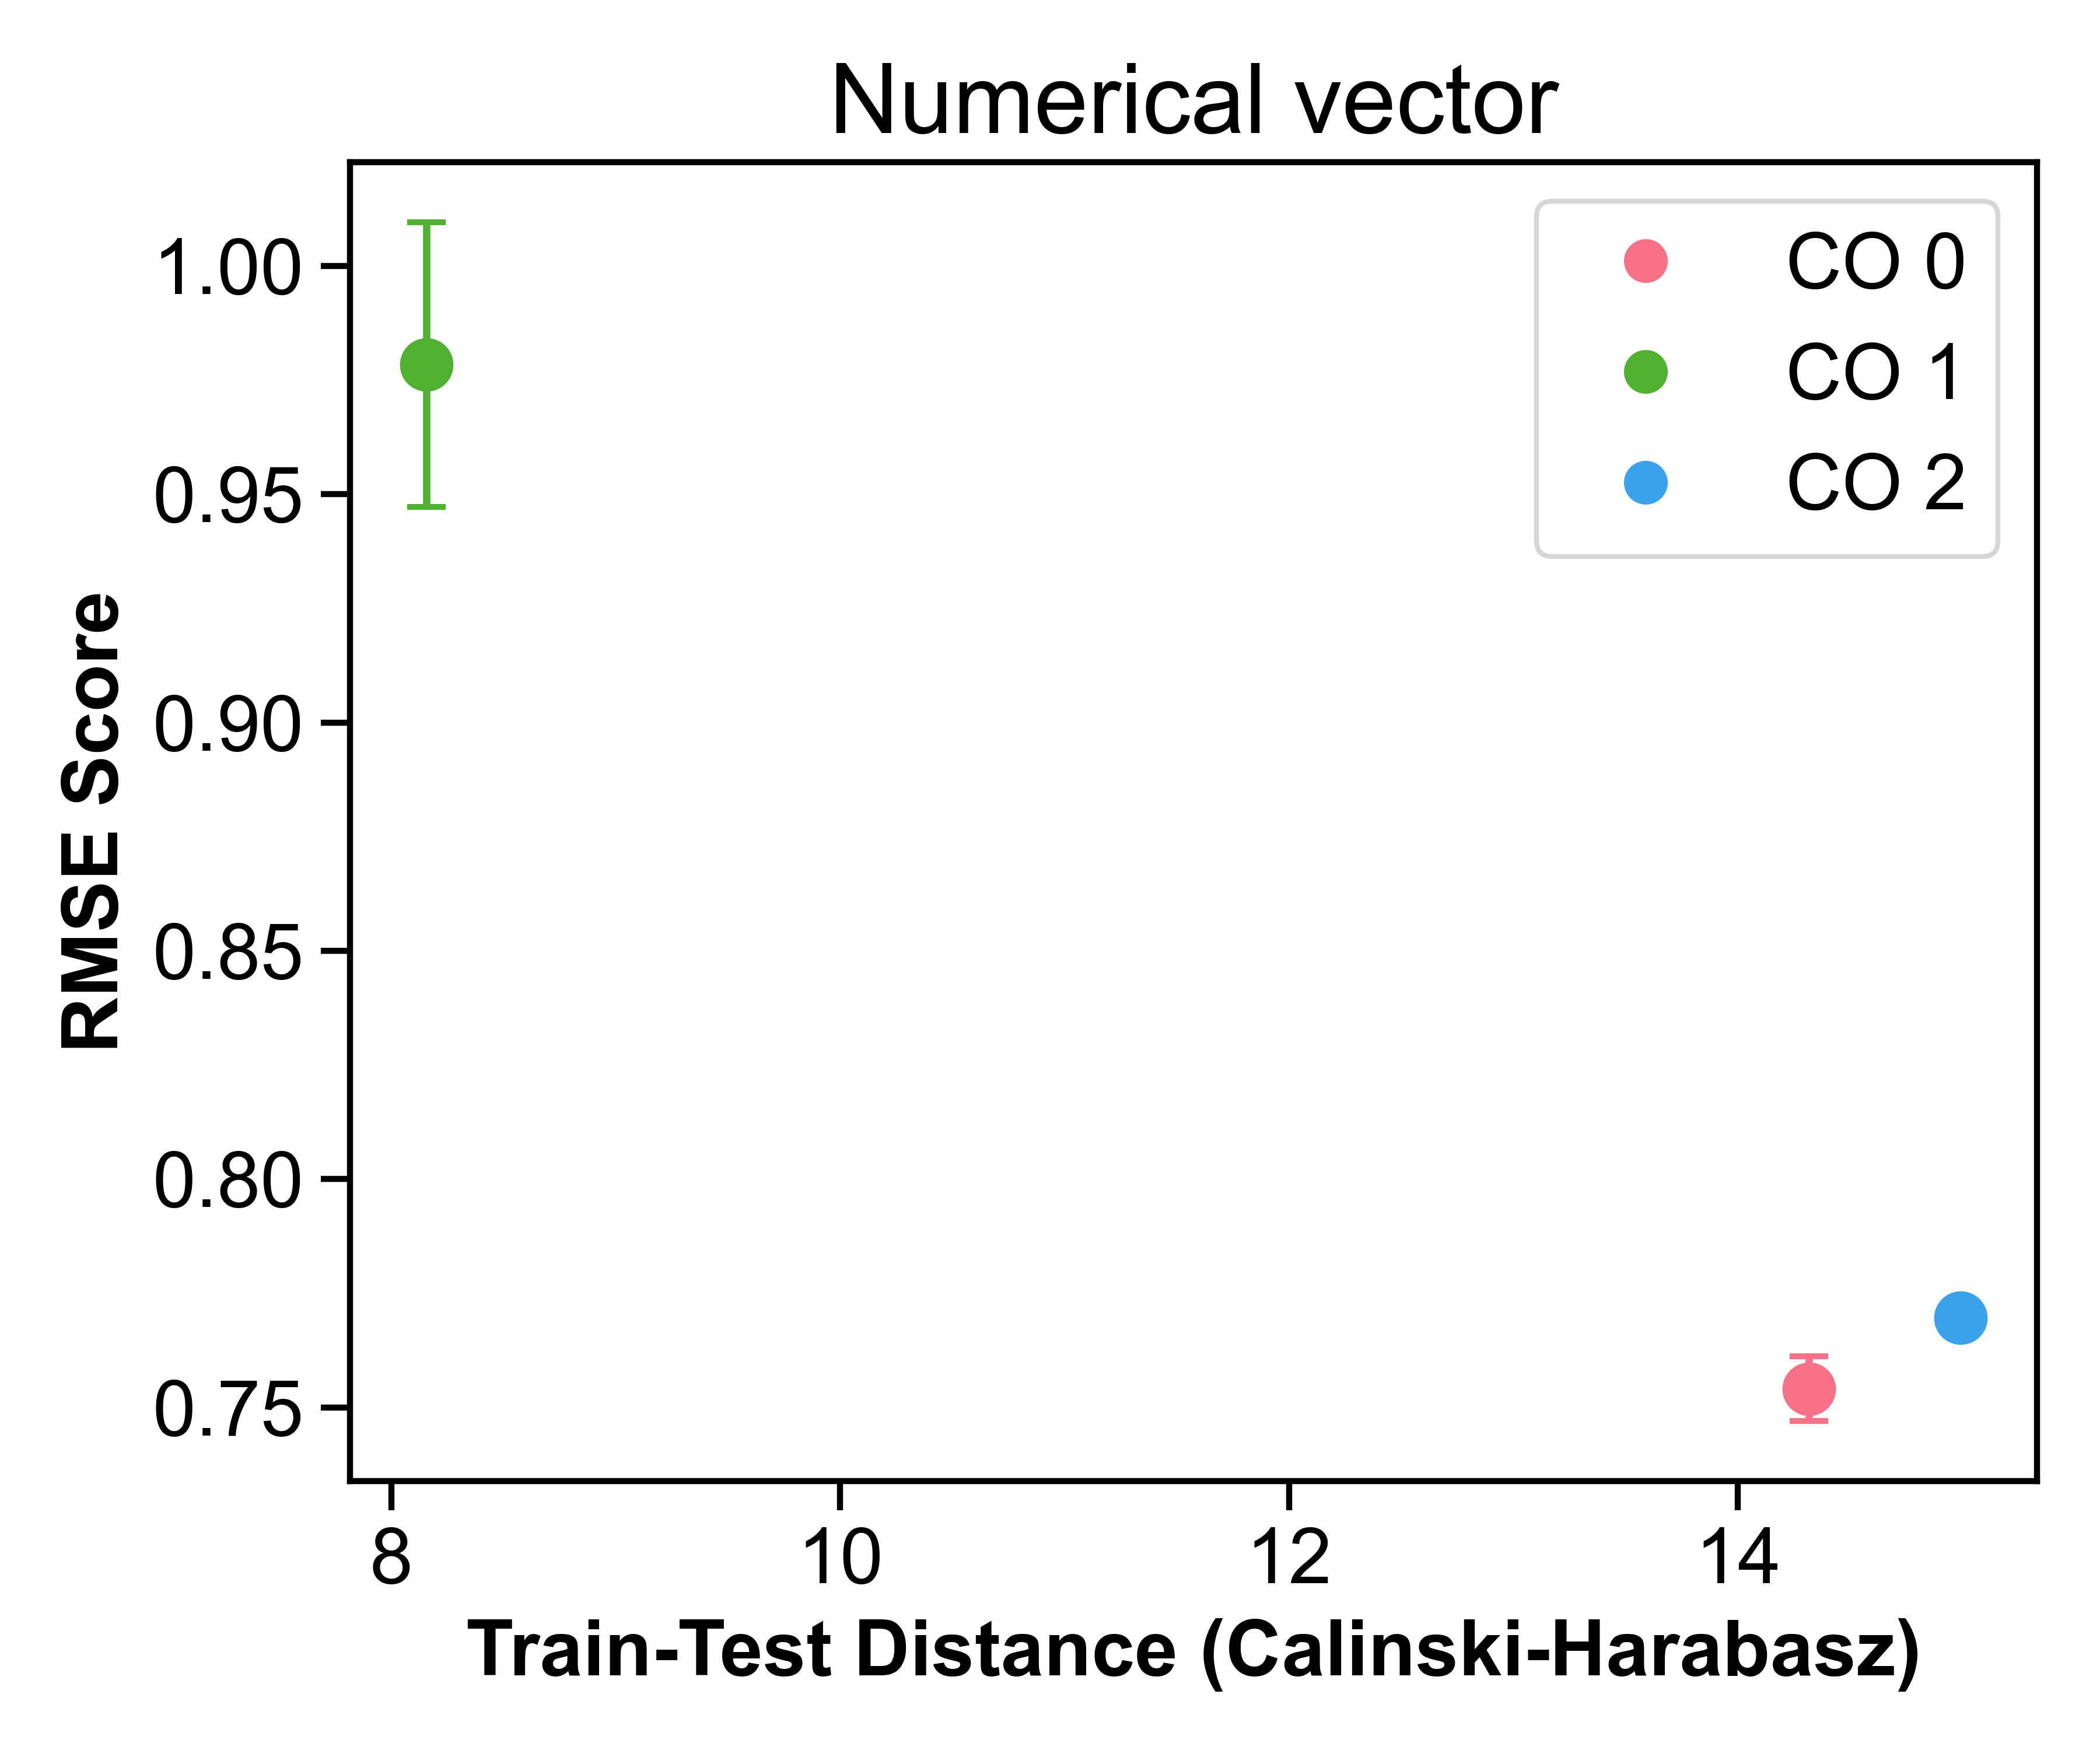 Numerical vector
CO 0
CO 1
CO 2
RMSE Score
1.00
0.95
0.90
0.85
0.80
0.75
8
10
12
14
Train-Test Distance (Calinski-Harabasz)